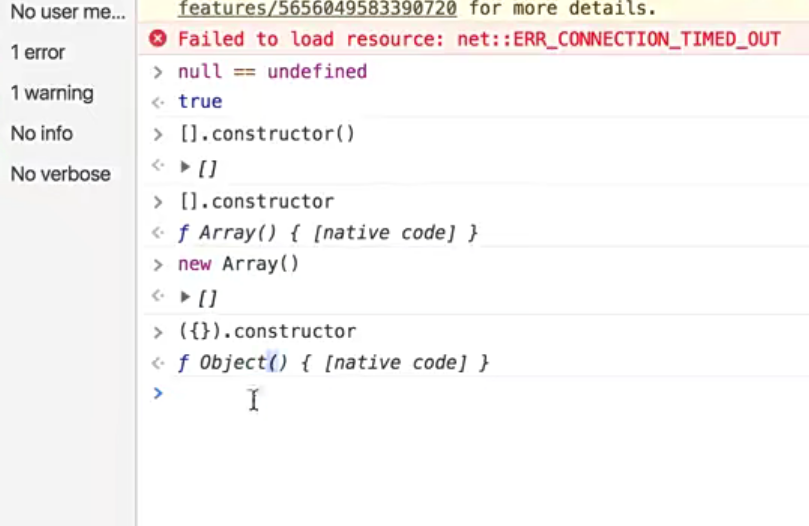 No user me...
1 error
1 warning
No info
No verbose
features/5656049583390720 for more details.
Failed to load resource: net::ERR_CONNECTION_TIMED_OUT
> null == undefined
<· true
> [].constructor()
<· ▶ []
> [].constructor
<· ƒ Array() { [native code] }
> new Array()
<· ▶ []
> ({}).constructor
<· ƒ Object() { [native code] }
>